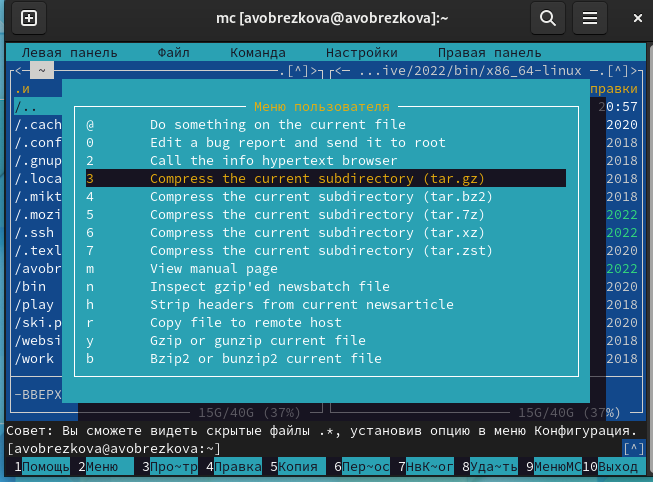 mc [avobrezkova@avobrezkova]:~
Левая панель Файл Команда Настройки Правая панель
<─ ~ ─.[^]>┐ ┌<─ ...ive/2022/bin/x86_64-linux ─.[^]>
.и правки
/.. 20:57
Меню пользователя
/.cach @ Do something on the current file 2020
/.conf 0 Edit a bug report and send it to root 2018
/.gnup 2 Call the info hypertext browser 2018
/.loca 3 Compress the current subdirectory (tar.gz) 2018
/.mikt 4 Compress the current subdirectory (tar.bz2) 2018
/.mozi 5 Compress the current subdirectory (tar.7z) 2022
/.ssh 6 Compress the current subdirectory (tar.xz) 2022
/.texl 7 Compress the current subdirectory (tar.zst) 2020
/avobr m View manual page 2022
/bin n Inspect gzip'ed newsbatch file 2020
/play h Strip headers from current newsarticle 2018
/ski.p r Copy file to remote host 2020
/websi y Gzip or gunzip current file 2018
/work b Bzip2 or bunzip2 current file 2018
-ВВЕРХ
15G/40G (37%) 15G/40G (37%)
Совет: Вы сможете видеть скрытые файлы .*, установив опцию в меню Конфигурация.
[avobrezkova@avobrezkova:~] [^]
1Помощь 2Меню 3Про~тр 4Правка 5Копия 6Пер~ос 7НвК~ог 8Уда~ть 9МенюMC 10Выход